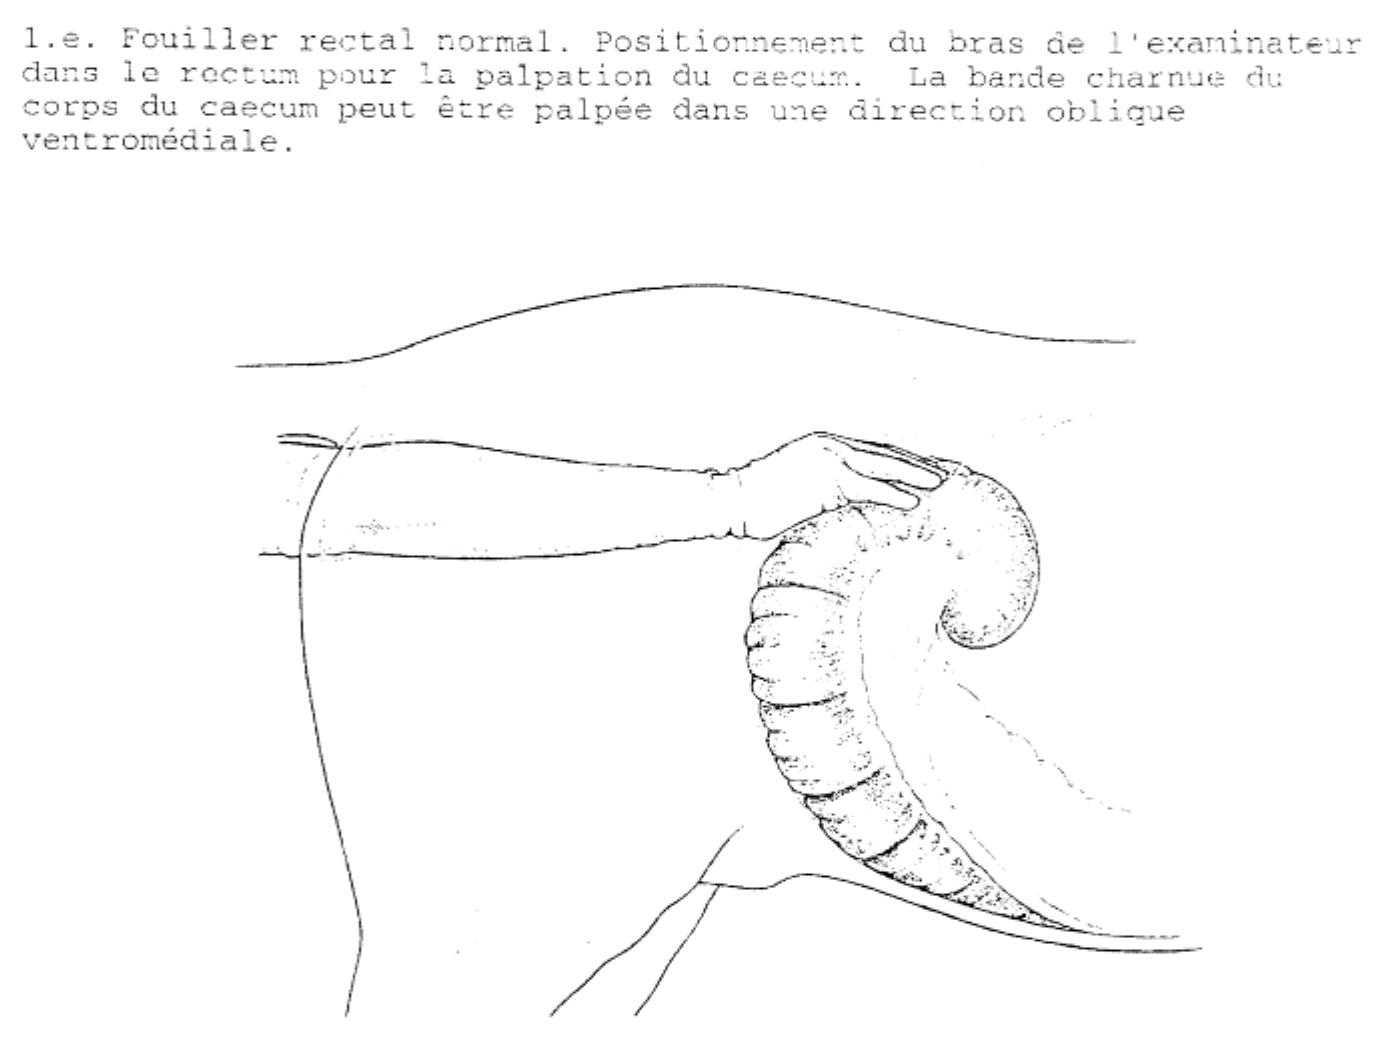 1.e. Fouiller rectal normal. Positionnement du bras de l'examinateur
dans le rectum pour la palpation du caecum. La bande charnue du
corps du caecum peut être palpée dans une direction oblique
ventromédiale.